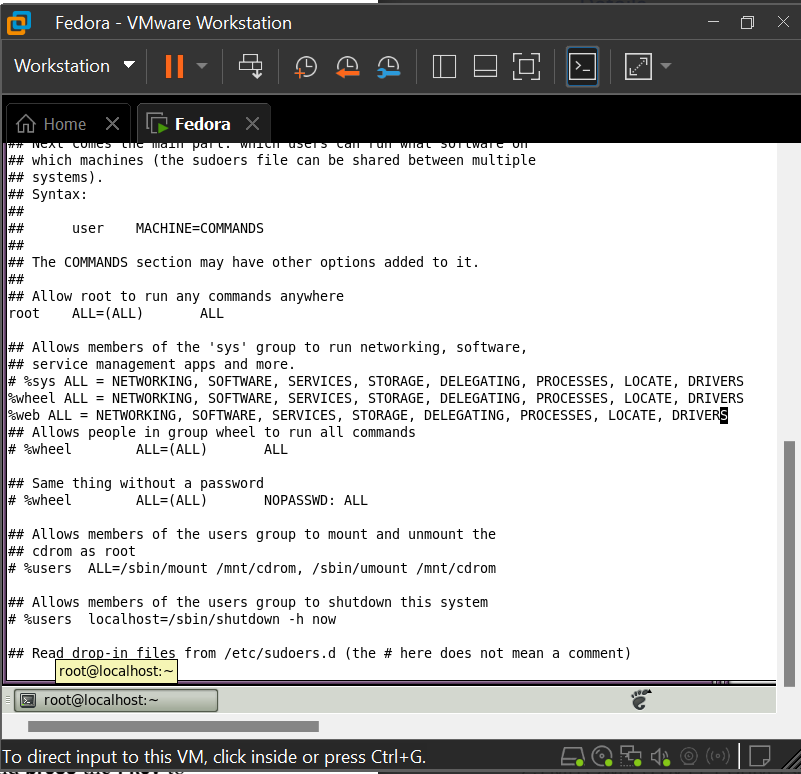 Fedora - VMware Workstation
Workstation
Home
Fedora
## Next comes the main part: which users can run what software on
## which machines (the sudoers file can be shared between multiple
## systems).
## Syntax:
##
##      user    MACHINE=COMMANDS
##
## The COMMANDS section may have other options added to it.
##
## Allow root to run any commands anywhere
root    ALL=(ALL)       ALL
## Allows members of the 'sys' group to run networking, software,
## service management apps and more.
# %sys ALL = NETWORKING, SOFTWARE, SERVICES, STORAGE, DELEGATING, PROCESSES, LOCATE, DRIVERS
%wheel ALL = NETWORKING, SOFTWARE, SERVICES, STORAGE, DELEGATING, PROCESSES, LOCATE, DRIVERS
%web ALL = NETWORKING, SOFTWARE, SERVICES, STORAGE, DELEGATING, PROCESSES, LOCATE, DRIVERS
## Allows people in group wheel to run all commands
# %wheel        ALL=(ALL)       ALL
## Same thing without a password
# %wheel        ALL=(ALL)       NOPASSWD: ALL
## Allows members of the users group to mount and unmount the
## cdrom as root
# %users  ALL=/sbin/mount /mnt/cdrom, /sbin/umount /mnt/cdrom
## Allows members of the users group to shutdown this system
# %users  localhost=/sbin/shutdown -h now
## Read drop-in files from /etc/sudoers.d (the # here does not mean a comment)
root@localhost:~
root@localhost:~
To direct input to this VM, click inside or press Ctrl+G.